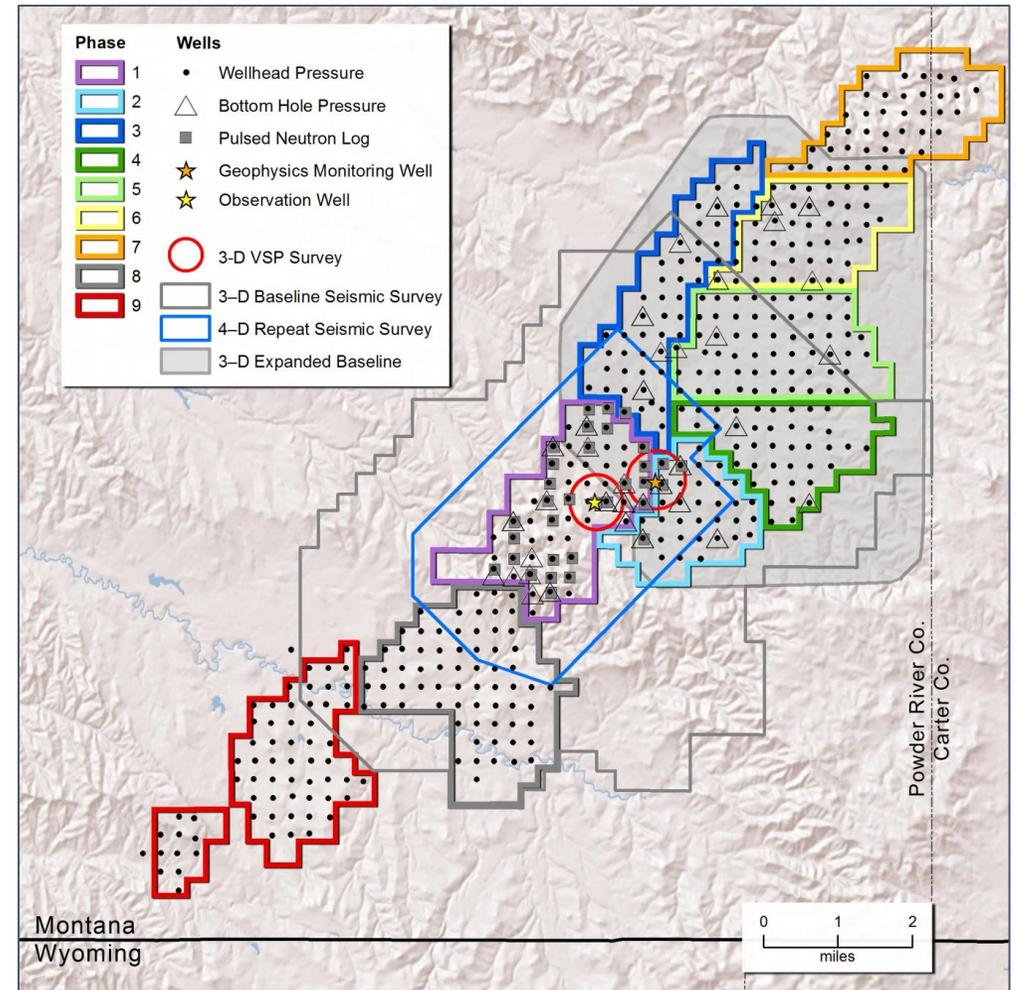 Phase
1
2
3
4
5
6
7
8
9
Wells
Wellhead Pressure
Bottom Hole Pressure
Pulsed Neutron Log
Geophysics Monitoring Well
Observation Well
3-D VSP Survey
3–D Baseline Seismic Survey
4–D Repeat Seismic Survey
3–D Expanded Baseline
Powder River Co.
Carter Co.
Montana
Wyoming
0 1 2
miles